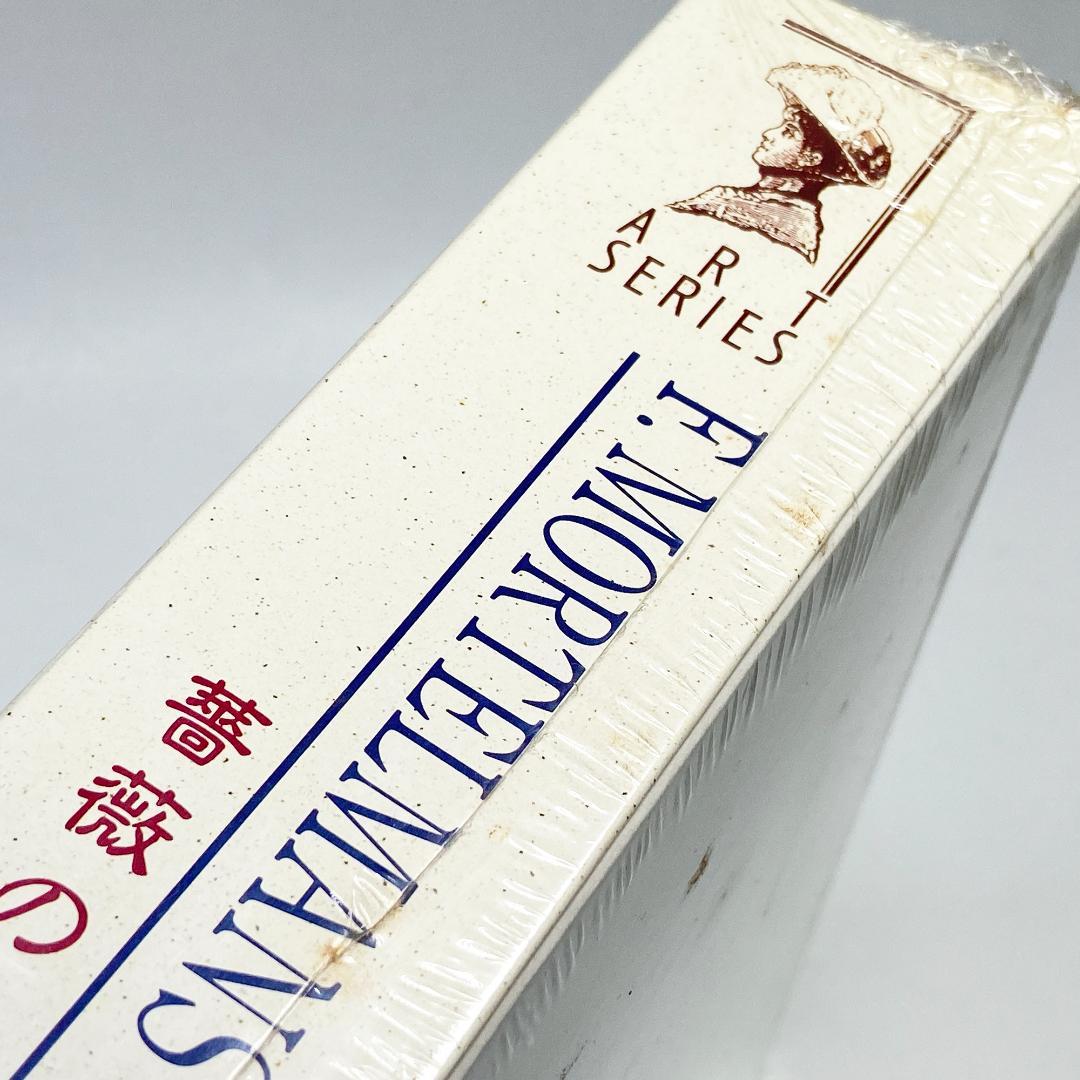 ART
SERIES
F. MORTELMANS
薔薇の